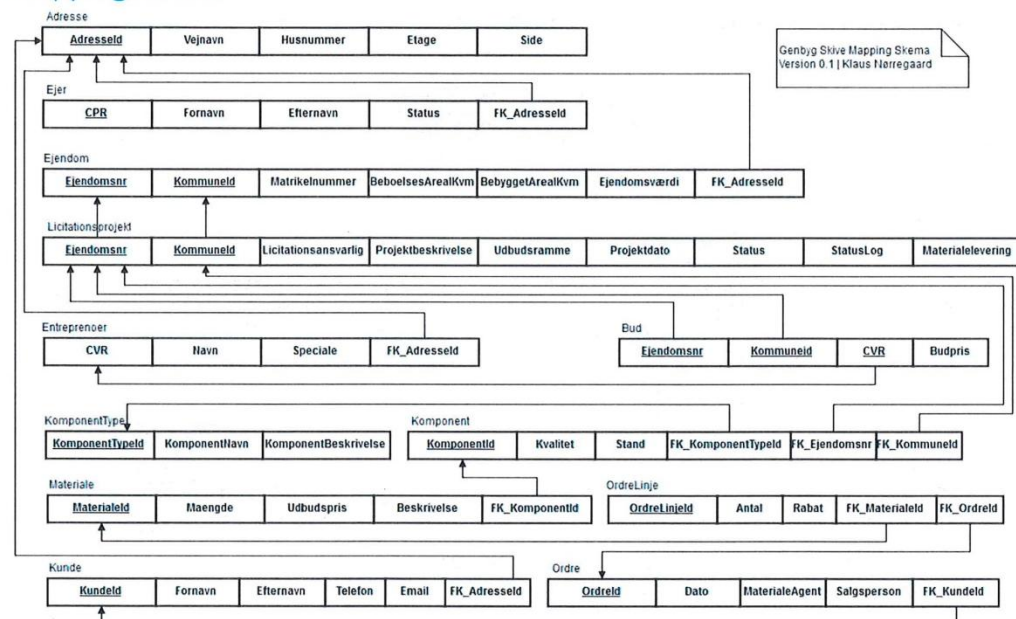 Adresse
AdresseId Vejnavn Husnummer Etage Side
Genbyg Skive Mapping Skema
Version 0.1 | Klaus Nørregaard
Ejer
CPR Fornavn Efternavn Status FK_AdresseId
Ejendom
Ejendomsnr KommuneId Matrikelnummer BeboelsesArealKvm BebyggetArealKvm Ejendomsværdi FK_AdresseId
Licitationsprojekt
Ejendomsnr KommuneId Licitationsansvarlig Projektbeskrivelse Udbudsramme Projektdato Status StatusLog Materialelevering
Entreprenoer
CVR Navn Speciale FK_AdresseId
Bud
Ejendomsnr Kommuneid CVR Budpris
KomponentType
KomponentTypeId KomponentNavn KomponentBeskrivelse
Komponent
KomponentId Kvalitet Stand FK_KomponentTypeId FK_Ejendomsnr FK_KommuneId
Materiale
MaterialeId Maengde Udbudspris Beskrivelse FK_KomponentId
OrdreLinje
OrdreLinjeId Antal Rabat FK_MaterialeId FK_OrdreId
Kunde
KundeId Fornavn Efternavn Telefon Email FK_AdresseId
Ordre
OrdreId Dato MaterialeAgent Salgsperson FK_KundeId